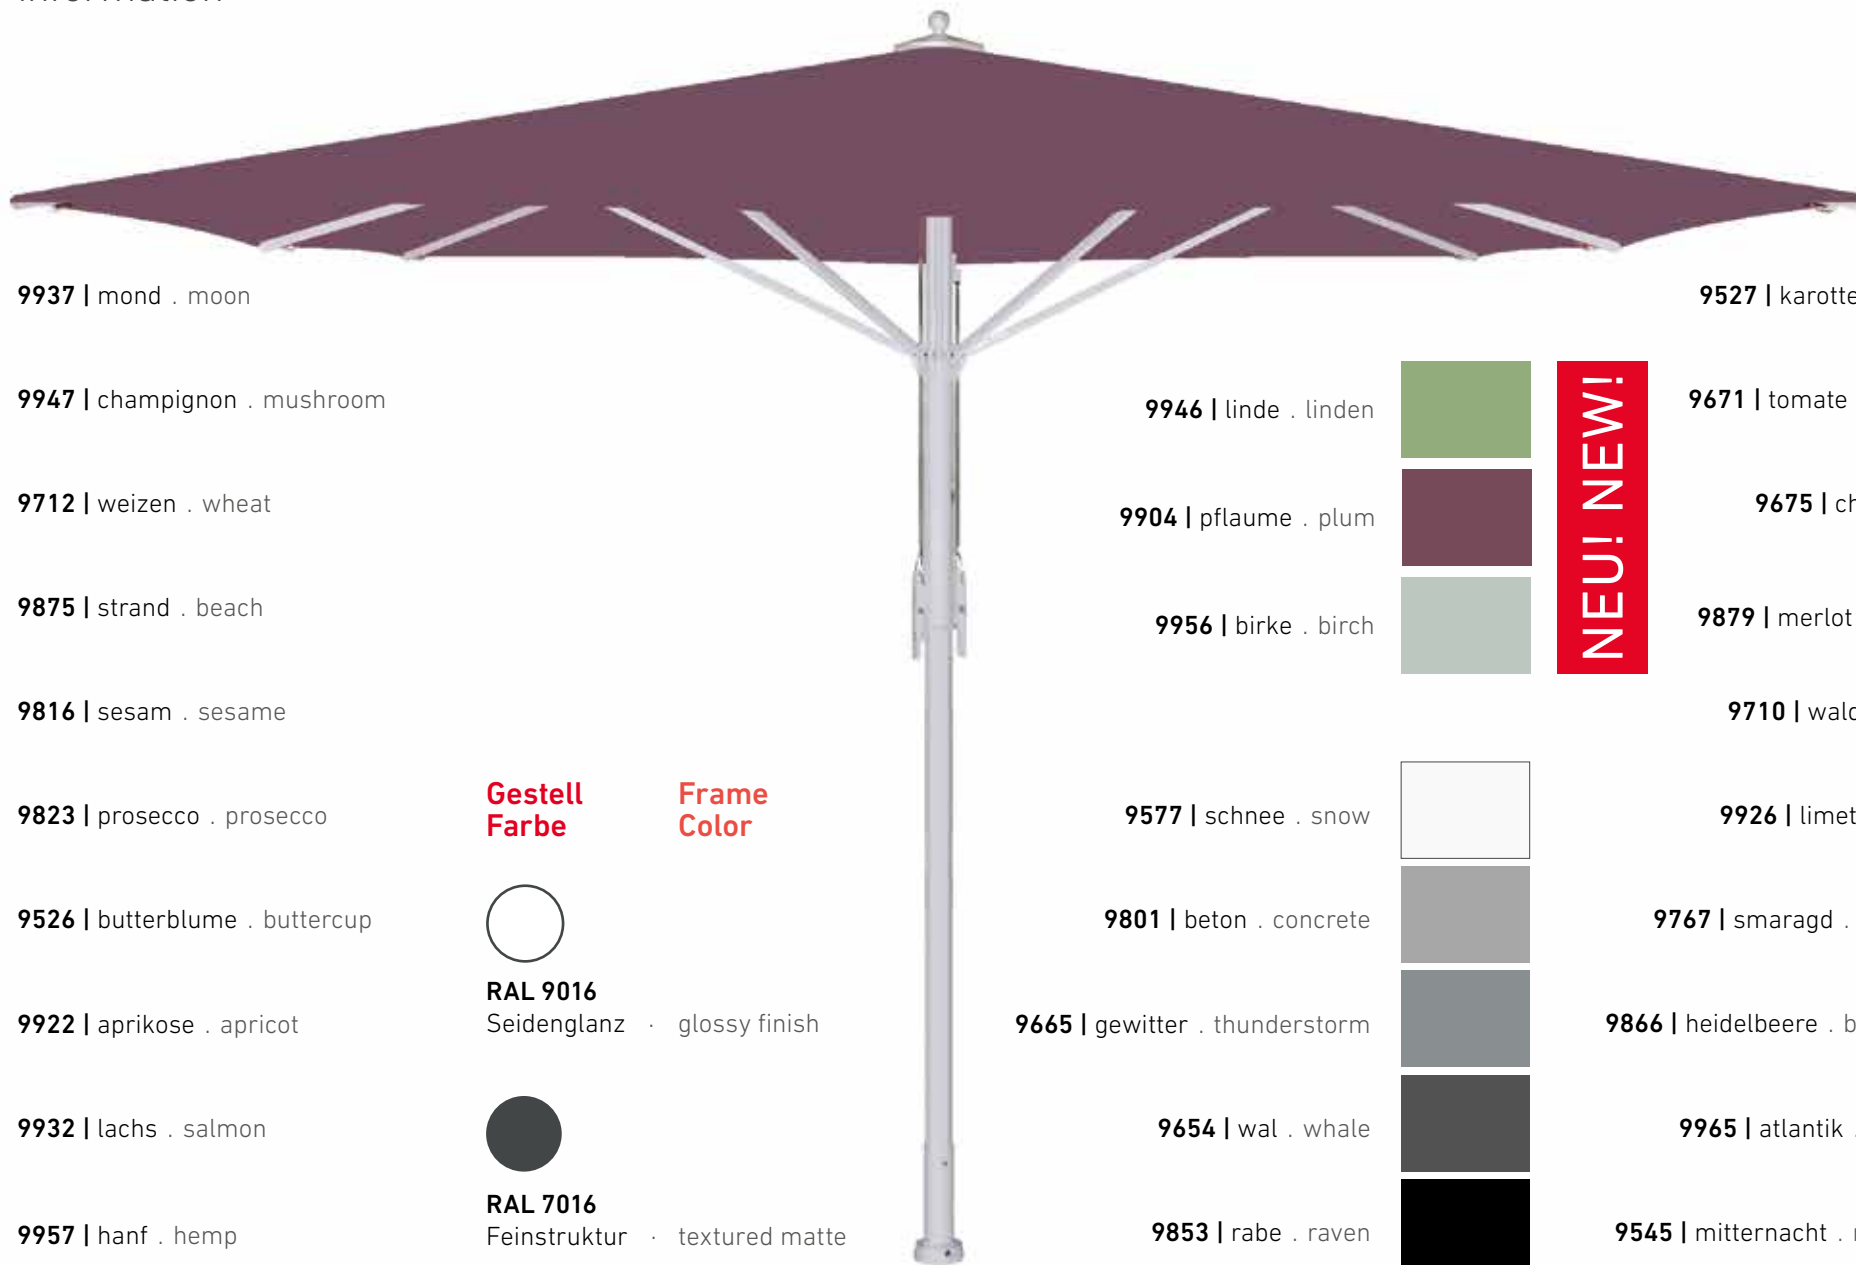 9937 | mond . moon
9947 | champignon . mushroom
9712 | weizen . wheat
9875 | strand . beach
9816 | sesam . sesame
9823 | prosecco . prosecco
9526 | butterblume . buttercup
9922 | aprikose . apricot
9932 | lachs . salmon
9957 | hanf . hemp
Gestell Farbe
Frame Color
RAL 9016
Seidenglanz · glossy finish
RAL 7016
Feinstruktur · textured matte
9946 | linde . linden
9904 | pflaume . plum
9956 | birke . birch
NEU! NEW!
9577 | schnee . snow
9801 | beton . concrete
9665 | gewitter . thunderstorm
9654 | wal . whale
9853 | rabe . raven
9527 | karotte
9671 | tomate
9675 |
9879 | merlot
9710 |
9926 |
9767 | smaragd .
9866 | heidelbeere .
9965 | atlantik .
9545 | mitternacht .